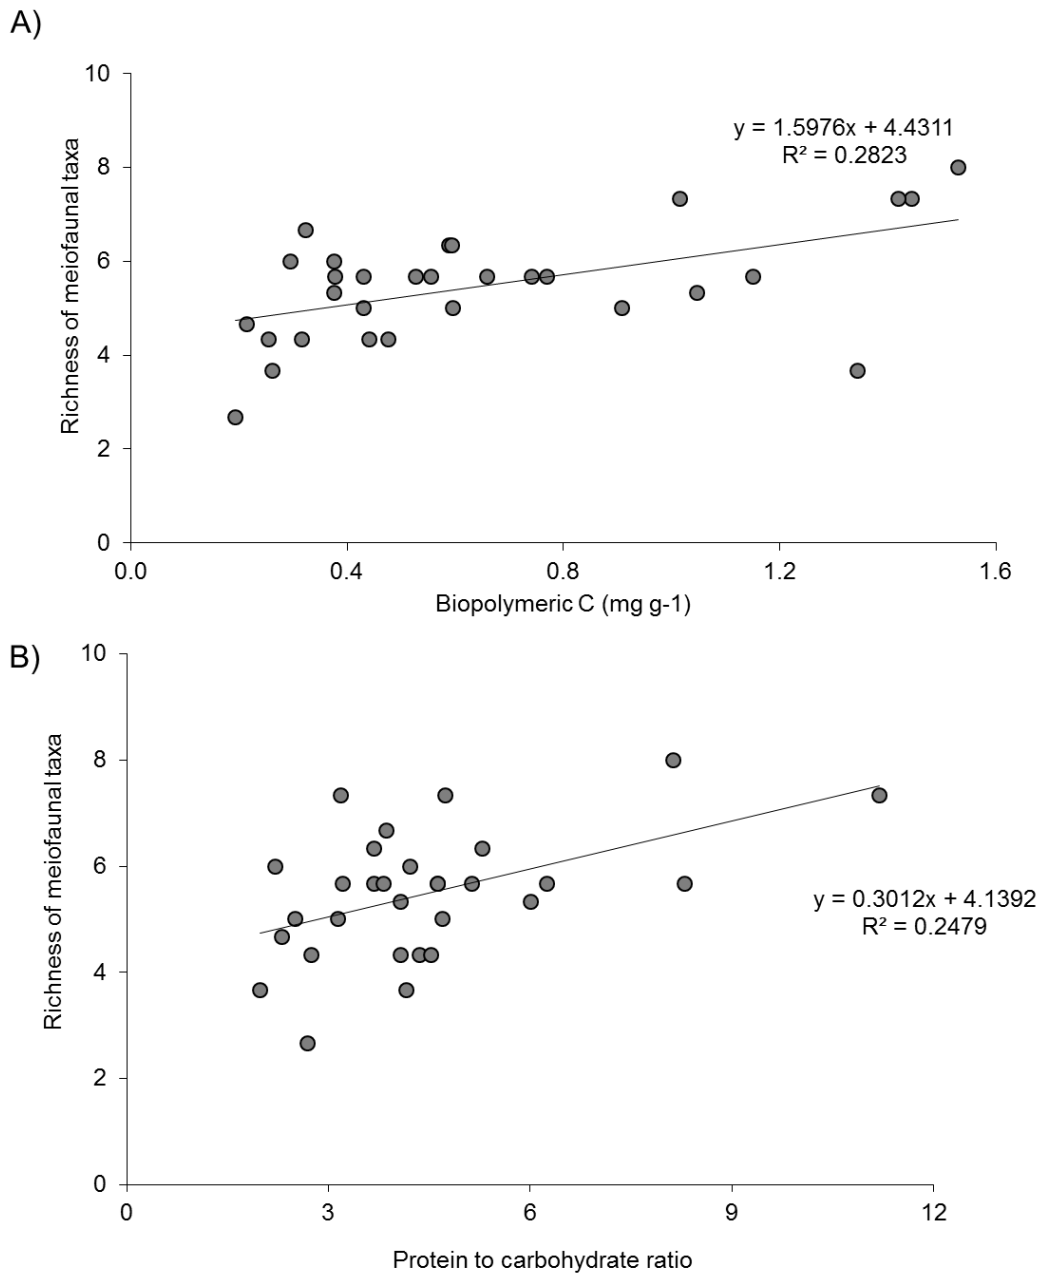 A)
10
8
6
4
2
0
Richness of meiofaunal taxa
y = 1.5976x + 4.4311
R² = 0.2823
0.0 0.4 0.8 1.2 1.6
Biopolymeric C (mg g-1)
B)
10
8
6
4
2
0
Richness of meiofaunal taxa
y = 0.3012x + 4.1392
R² = 0.2479
0 3 6 9 12
Protein to carbohydrate ratio